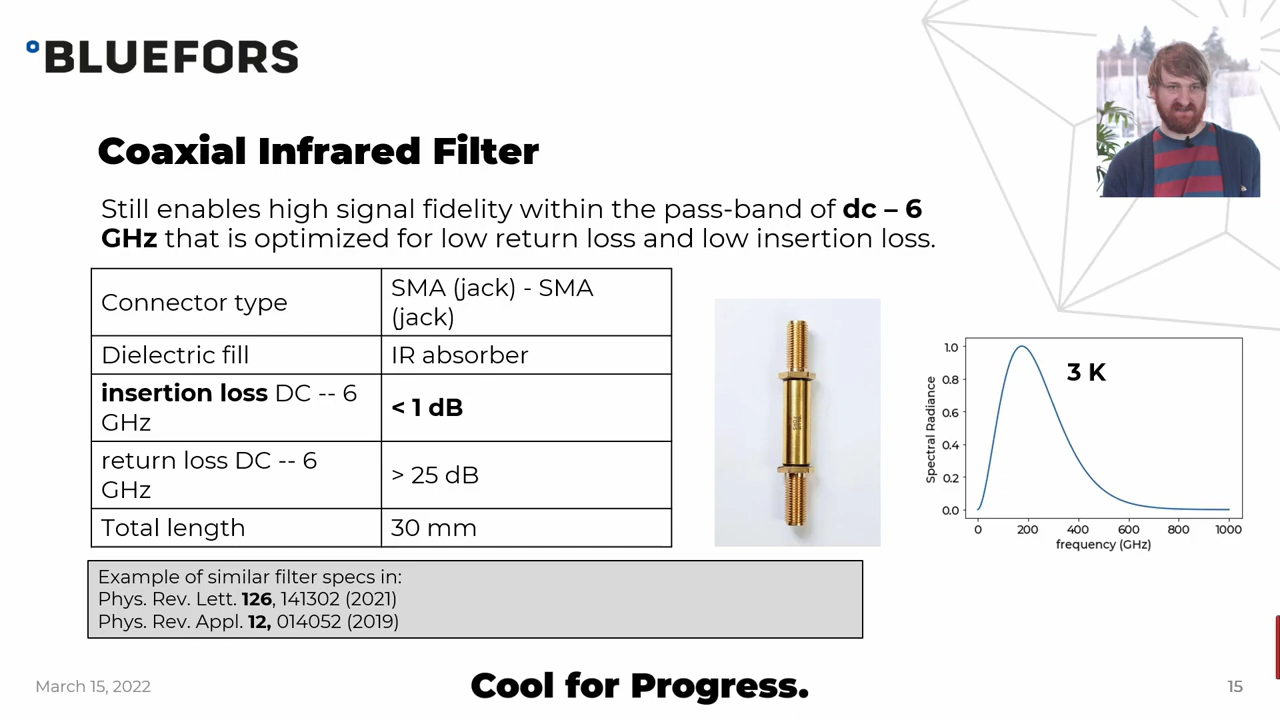 BLUEFORS
Coaxial Infrared Filter
Still enables high signal fidelity within the pass-band of dc – 6
GHz that is optimized for low return loss and low insertion loss.
Connector type
SMA (jack) - SMA
(jack)
Dielectric fill
IR absorber
insertion loss DC -- 6
GHz
< 1 dB
return loss DC -- 6
GHz
> 25 dB
Total length
30 mm
3 K
Spectral Radiance
1.0
0.8
0.6
0.4
0.2
0.0
0 200 400 600 800 1000
frequency (GHz)
Example of similar filter specs in:
Phys. Rev. Lett. 126, 141302 (2021)
Phys. Rev. Appl. 12, 014052 (2019)
March 15, 2022
Cool for Progress.
15